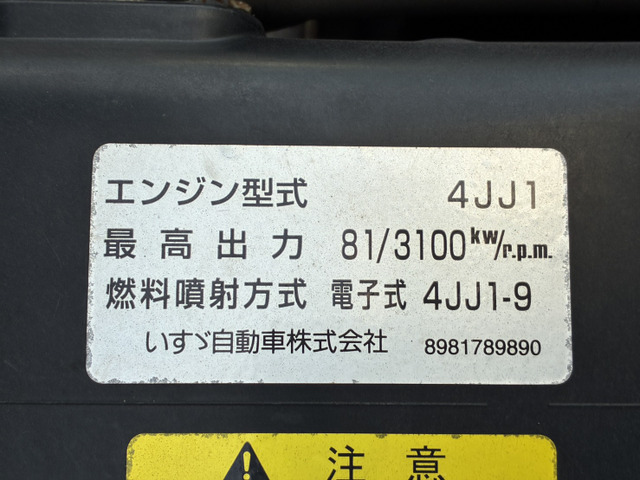 エンジン型式 4JJ1
最高出力 81/3100kw/r.p.m.
燃料噴射方式 電子式 4JJ1-9
いすゞ自動車株式会社 8981789890
注意